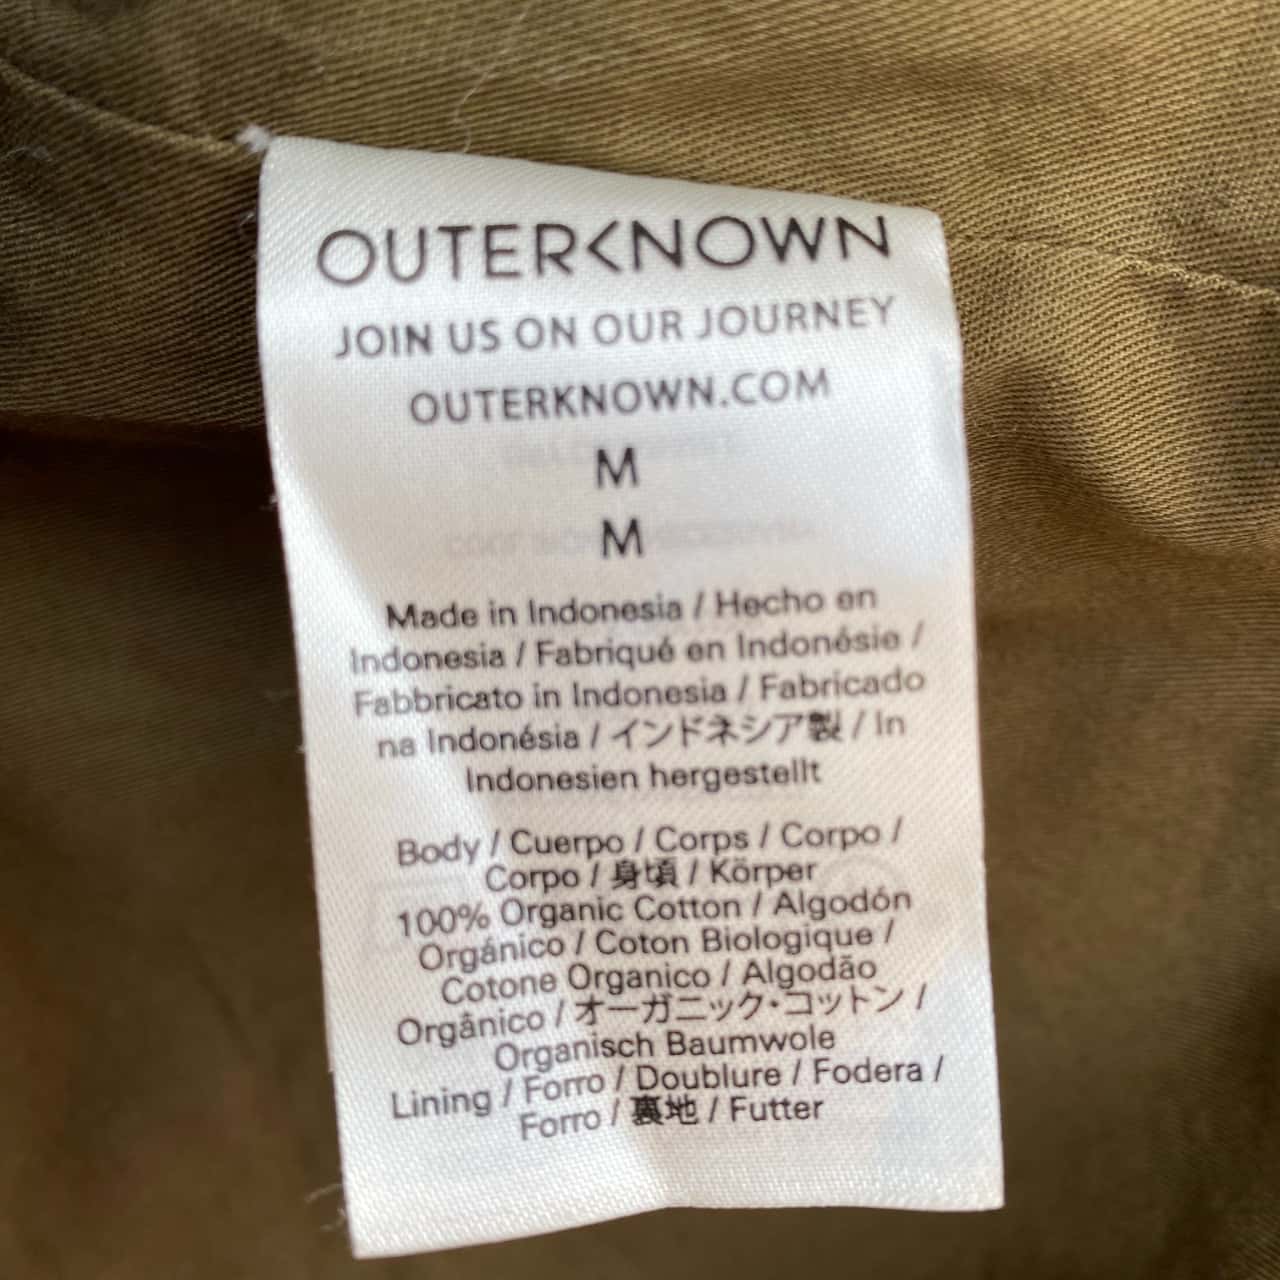 OUTERKNOWN
JOIN US ON OUR JOURNEY
OUTERKNOWN.COM
M
M
Made in Indonesia / Hecho en
Indonesia / Fabriqué en Indonésie /
Fabbricato in Indonesia / Fabricado
na Indonésia / インドネシア製 / In
Indonesien hergestellt
Body / Cuerpo / Corps / Corpo /
Corpo / 身頃 / Körper
100% Organic Cotton / Algodón
Orgánico / Coton Biologique /
Cotone Organico / Algodão
Orgânico / オーガニック・コットン /
Organisch Baumwole
Lining / Forro / Doublure / Fodera /
Forro / 裏地 / Futter